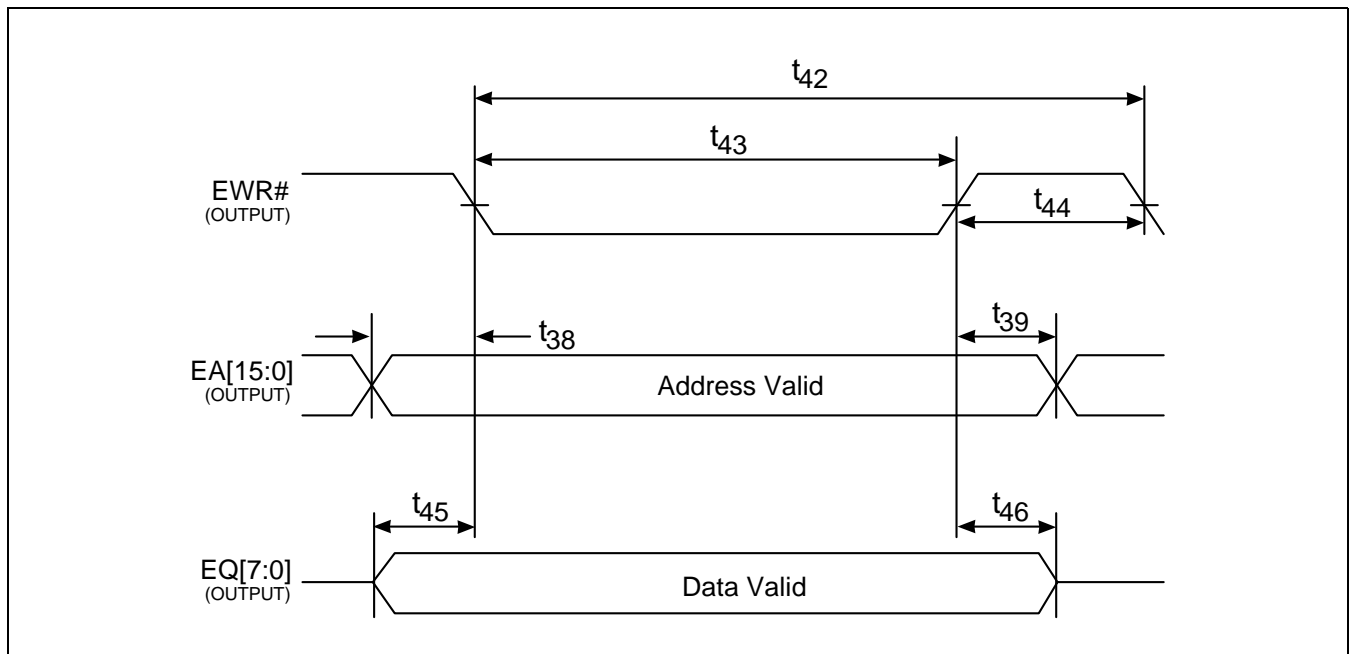 t42
t43
EWR#
(OUTPUT)
t44
t38
t39
EA[15:0]
(OUTPUT)
Address Valid
t45
t46
EQ[7:0]
(OUTPUT)
Data Valid